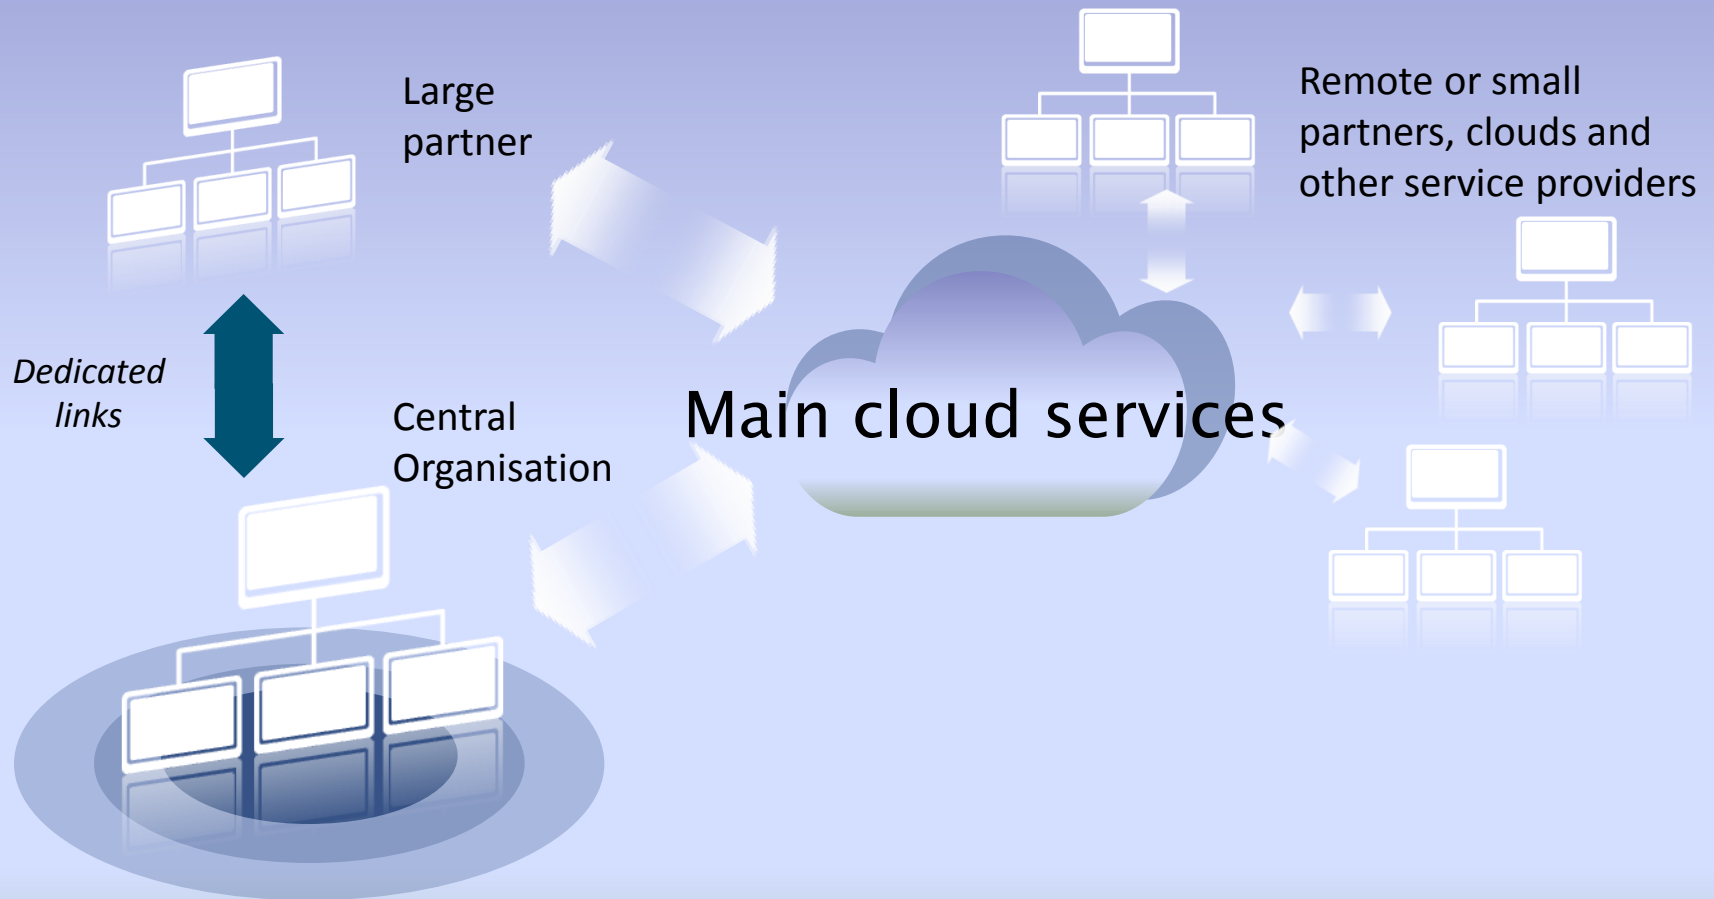 Large
partner
Remote or small
partners, clouds and
other service providers
Dedicated
links
Central
Organisation
Main cloud services